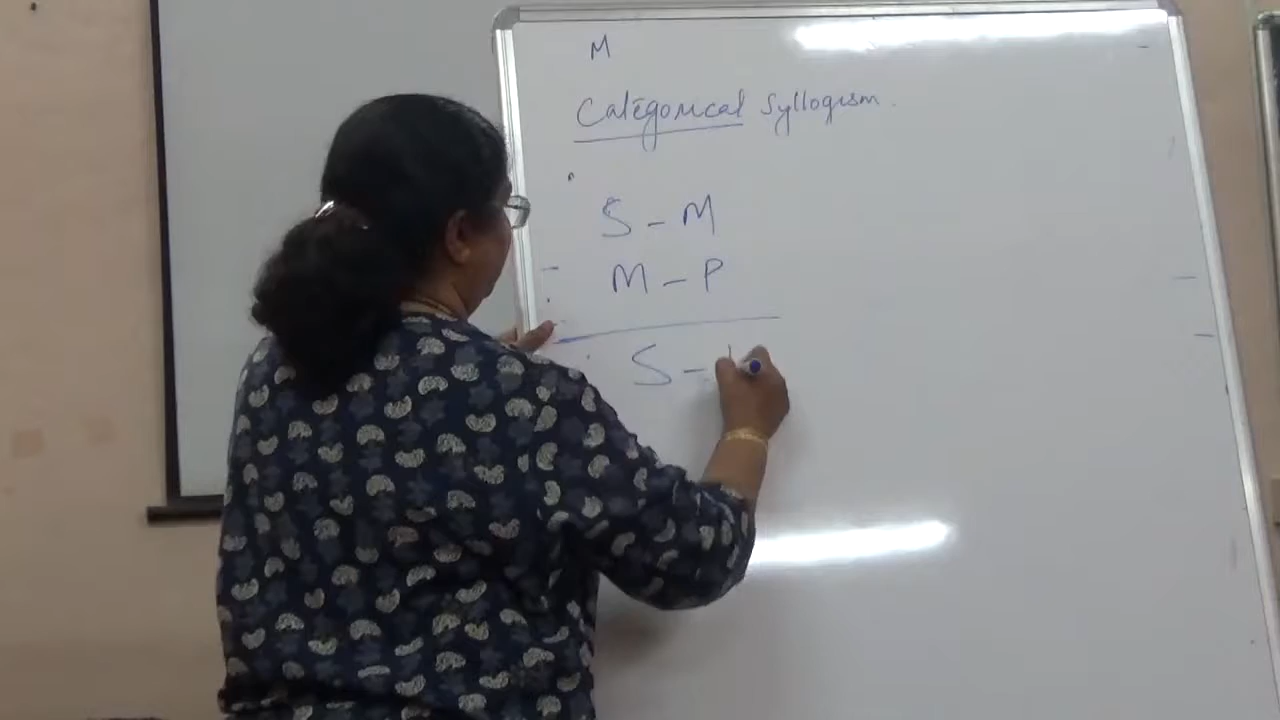 M
Categorical Syllogism.
S - M
M - P
S -